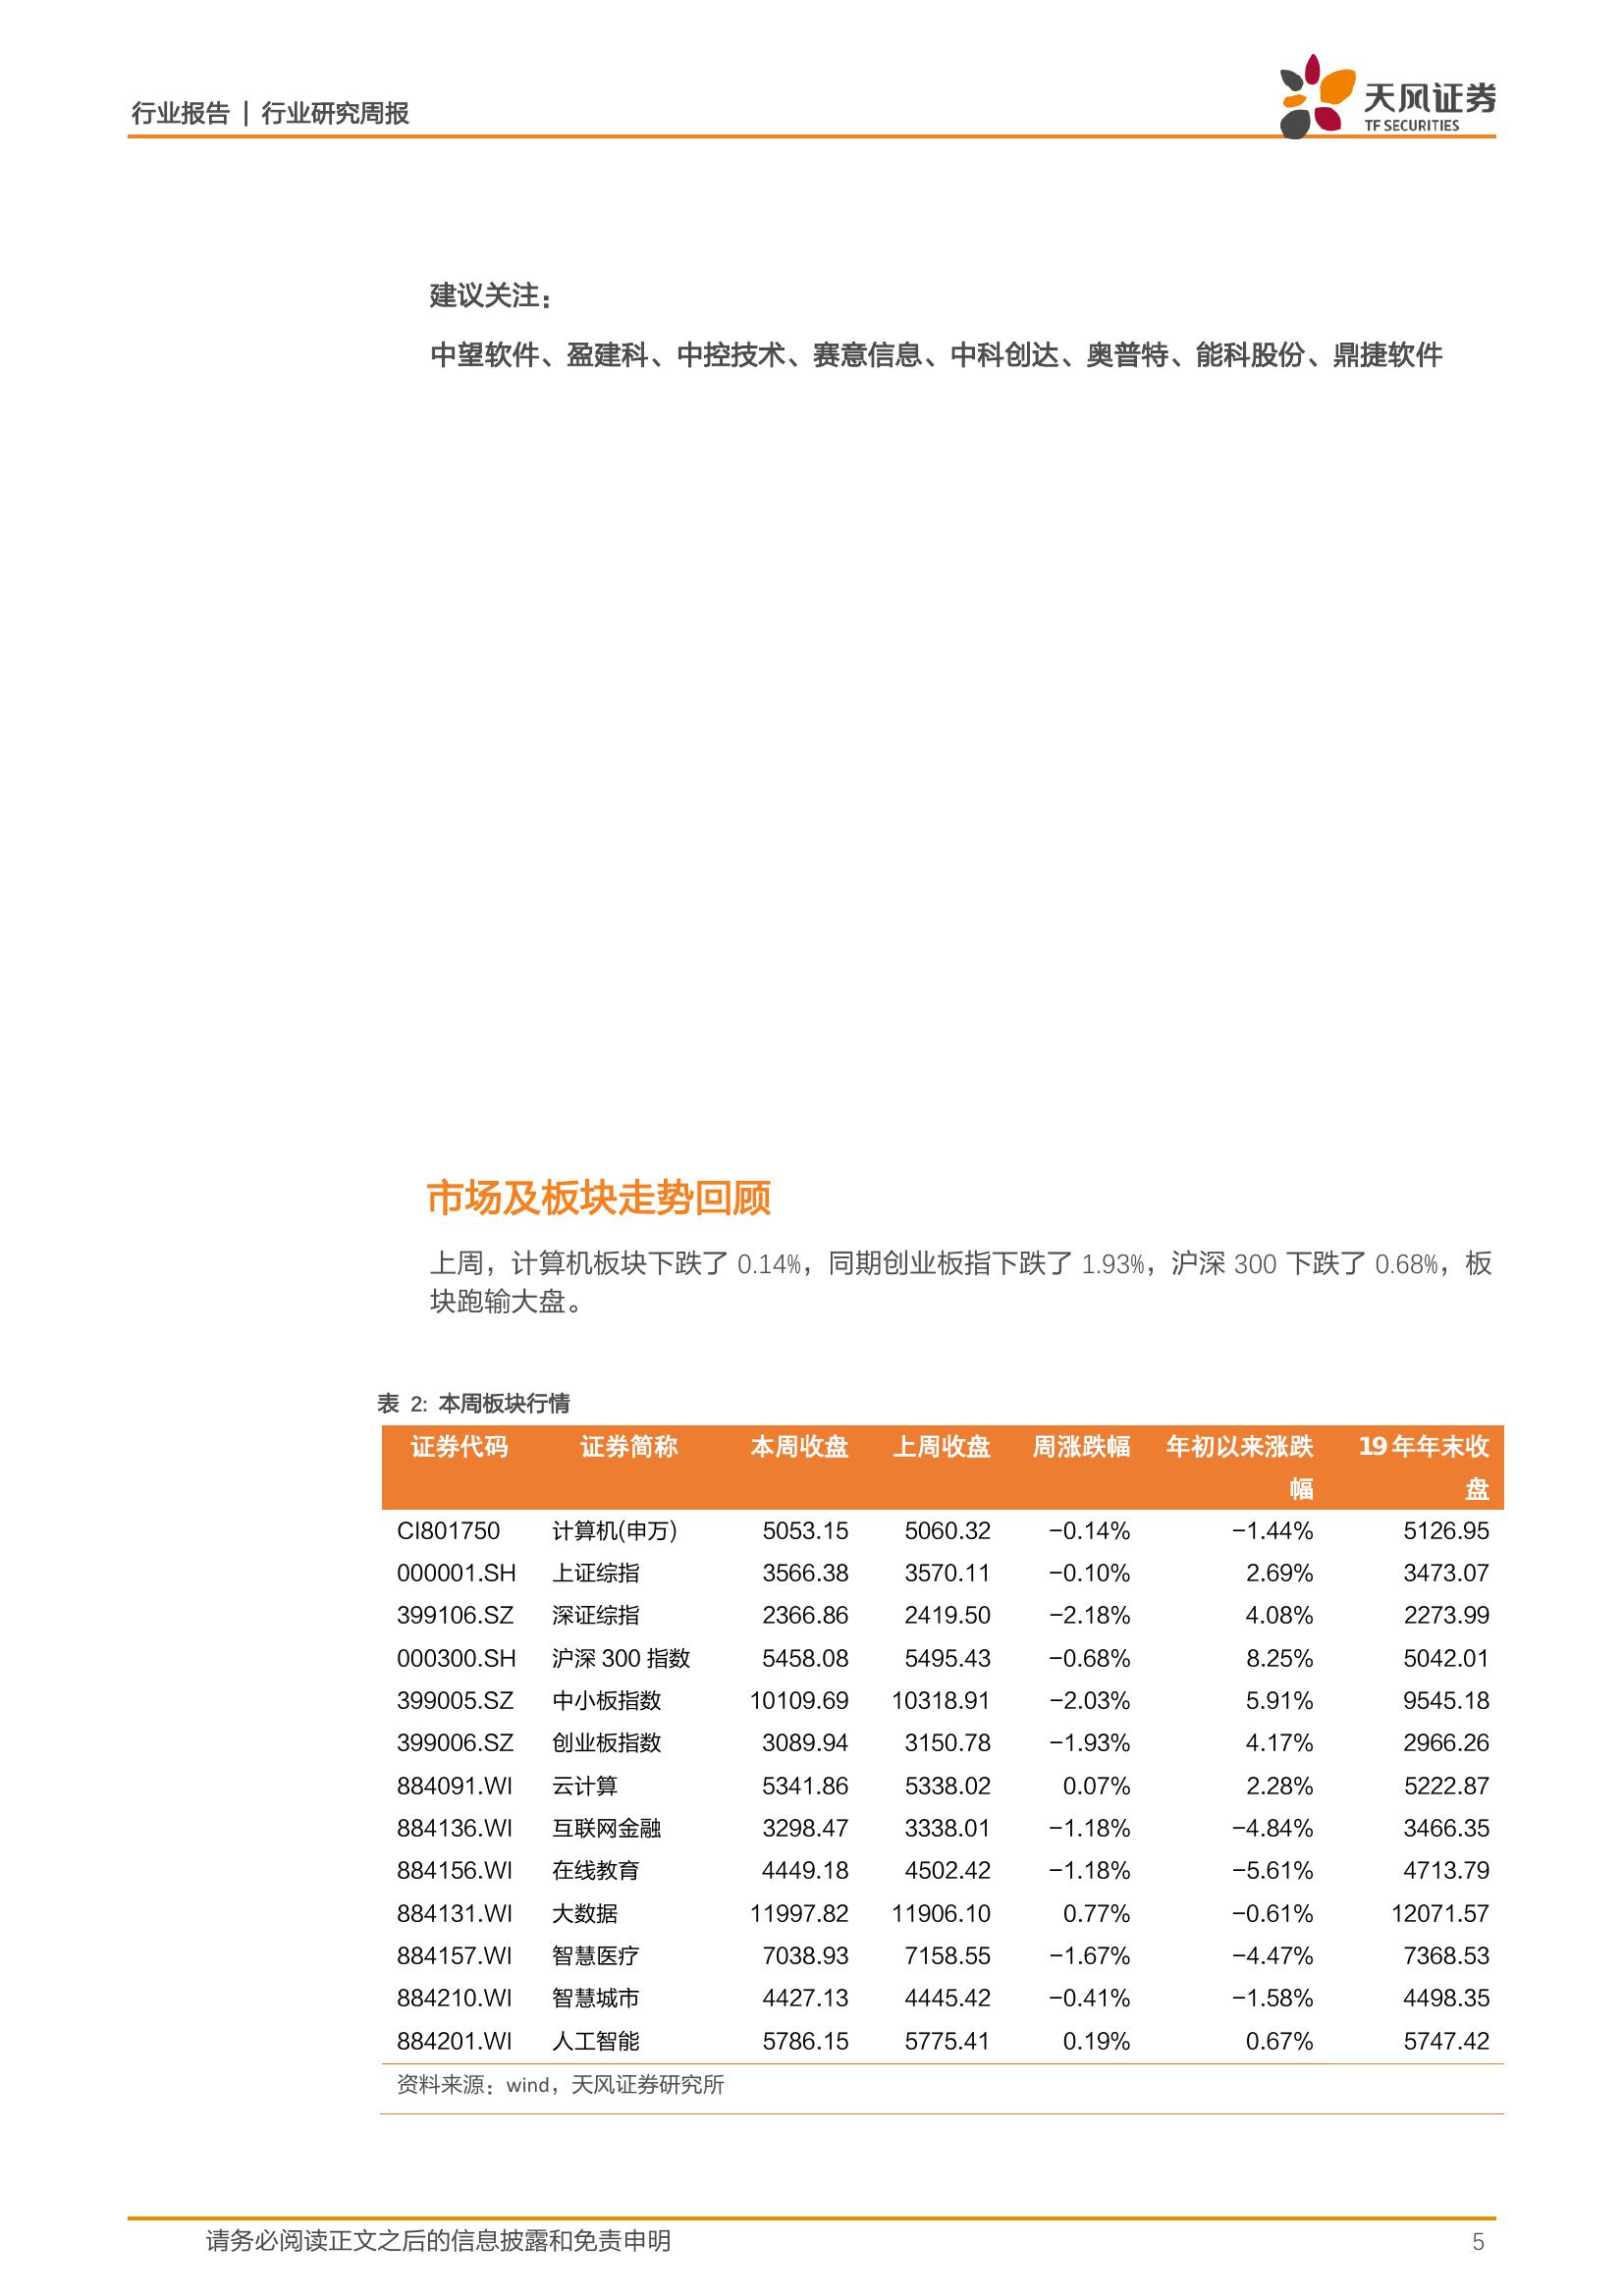 行业报告 | 行业研究周报
天风证券
TF SECURITIES
建议关注：
中望软件、盈建科、中控技术、赛意信息、中科创达、奥普特、能科股份、鼎捷软件
市场及板块走势回顾
上周，计算机板块下跌了 0.14%，同期创业板指下跌了 1.93%，沪深 300 下跌了 0.68%，板
块跑输大盘。
表 2: 本周板块行情
证券代码 证券简称 本周收盘 上周收盘 周涨跌幅 年初以来涨跌 19 年年末收
幅 盘
CI801750 计算机(申万) 5053.15 5060.32 -0.14% -1.44% 5126.95
000001.SH 上证综指 3566.38 3570.11 -0.10% 2.69% 3473.07
399106.SZ 深证综指 2366.86 2419.50 -2.18% 4.08% 2273.99
000300.SH 沪深 300 指数 5458.08 5495.43 -0.68% 8.25% 5042.01
399005.SZ 中小板指数 10109.69 10318.91 -2.03% 5.91% 9545.18
399006.SZ 创业板指数 3089.94 3150.78 -1.93% 4.17% 2966.26
884091.WI 云计算 5341.86 5338.02 0.07% 2.28% 5222.87
884136.WI 互联网金融 3298.47 3338.01 -1.18% -4.84% 3466.35
884156.WI 在线教育 4449.18 4502.42 -1.18% -5.61% 4713.79
884131.WI 大数据 11997.82 11906.10 0.77% -0.61% 12071.57
884157.WI 智慧医疗 7038.93 7158.55 -1.67% -4.47% 7368.53
884210.WI 智慧城市 4427.13 4445.42 -0.41% -1.58% 4498.35
884201.WI 人工智能 5786.15 5775.41 0.19% 0.67% 5747.42
资料来源：wind，天风证券研究所
请务必阅读正文之后的信息披露和免责申明 5